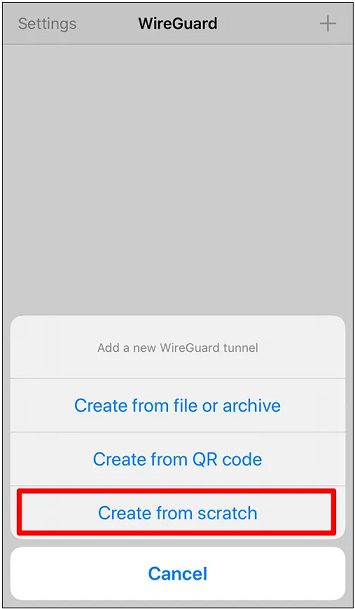 Settings WireGuard +
Add a new WireGuard tunnel
Create from file or archive
Create from QR code
Create from scratch
Cancel